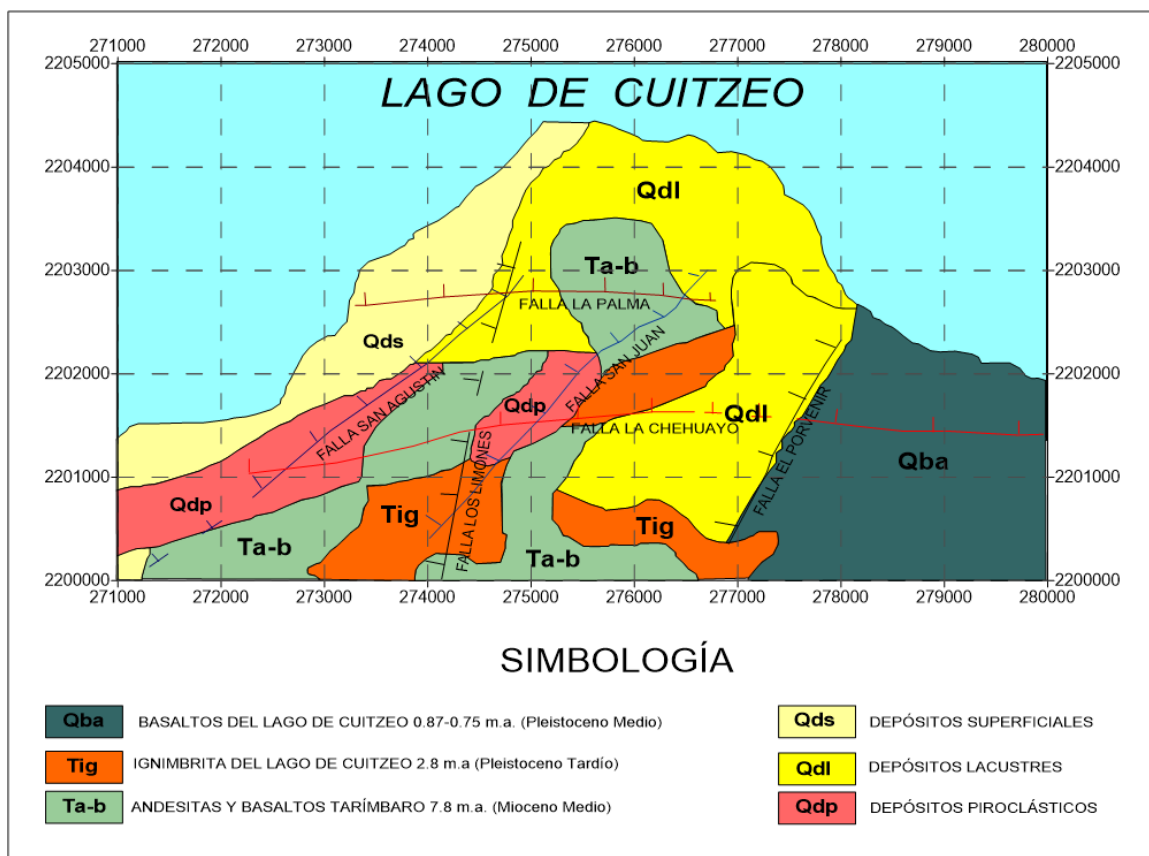 271000 272000 273000 274000 275000 276000 277000 278000 279000 280000
2205000 2205000
LAGO DE CUITZEO
2204000 2204000
Qdl
Ta-b
2203000 2203000
FALLA LA PALMA
Qds
FALLA SAN JUAN
2202000 2202000
FALLA SAN AGUSTIN
Qdp
Qdl
FALLA LA CHEHUAYO
FALLA EL PORVENIR
Qba
2201000 2201000
FALLA LOS LIMONES
Qdp
Tig
Tig
Ta-b
Ta-b
2200000 2200000
271000 272000 273000 274000 275000 276000 277000 278000 279000 280000
SIMBOLOGÍA
Qba BASALTOS DEL LAGO DE CUITZEO 0.87-0.75 m.a. (Pleistoceno Medio)
Tig IGNIMBRITA DEL LAGO DE CUITZEO 2.8 m.a (Pleistoceno Tardío)
Ta-b ANDESITAS Y BASALTOS TARÍMBARO 7.8 m.a. (Mioceno Medio)
Qds DEPÓSITOS SUPERFICIALES
Qdl DEPÓSITOS LACUSTRES
Qdp DEPÓSITOS PIROCLÁSTICOS